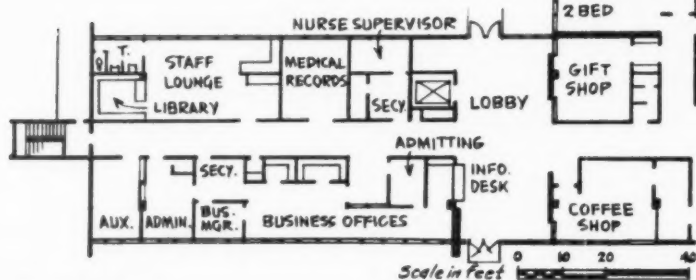 2 BED
NURSE SUPERVISOR
T.
STAFF
LOUNGE
LIBRARY
MEDICAL
RECORDS
SECY.
LOBBY
GIFT
SHOP
ADMITTING
SECY.
INFO.
DESK
AUX.
ADMIN.
BUS.
MGR.
BUSINESS OFFICES
COFFEE
SHOP
Scale in feet
0 20 40